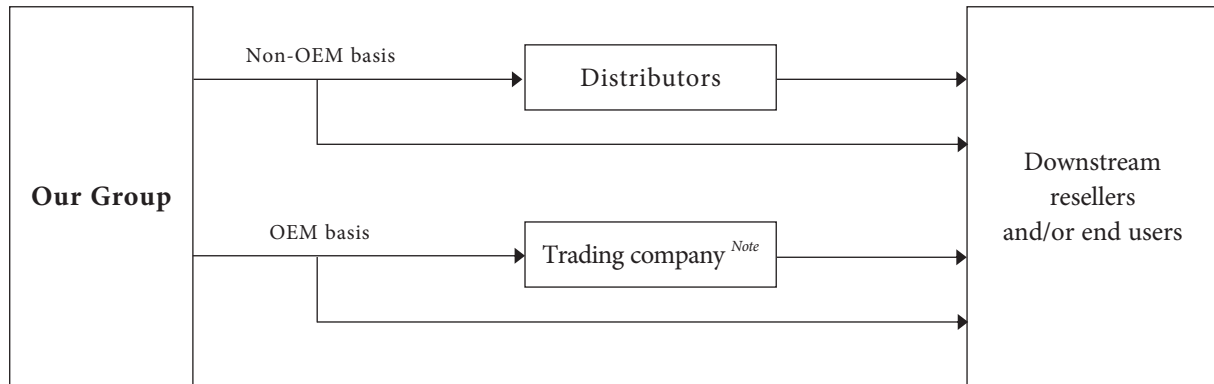 Non-OEM basis
Distributors
Our Group
Downstream
resellers
and/or end users
OEM basis
Trading company Note